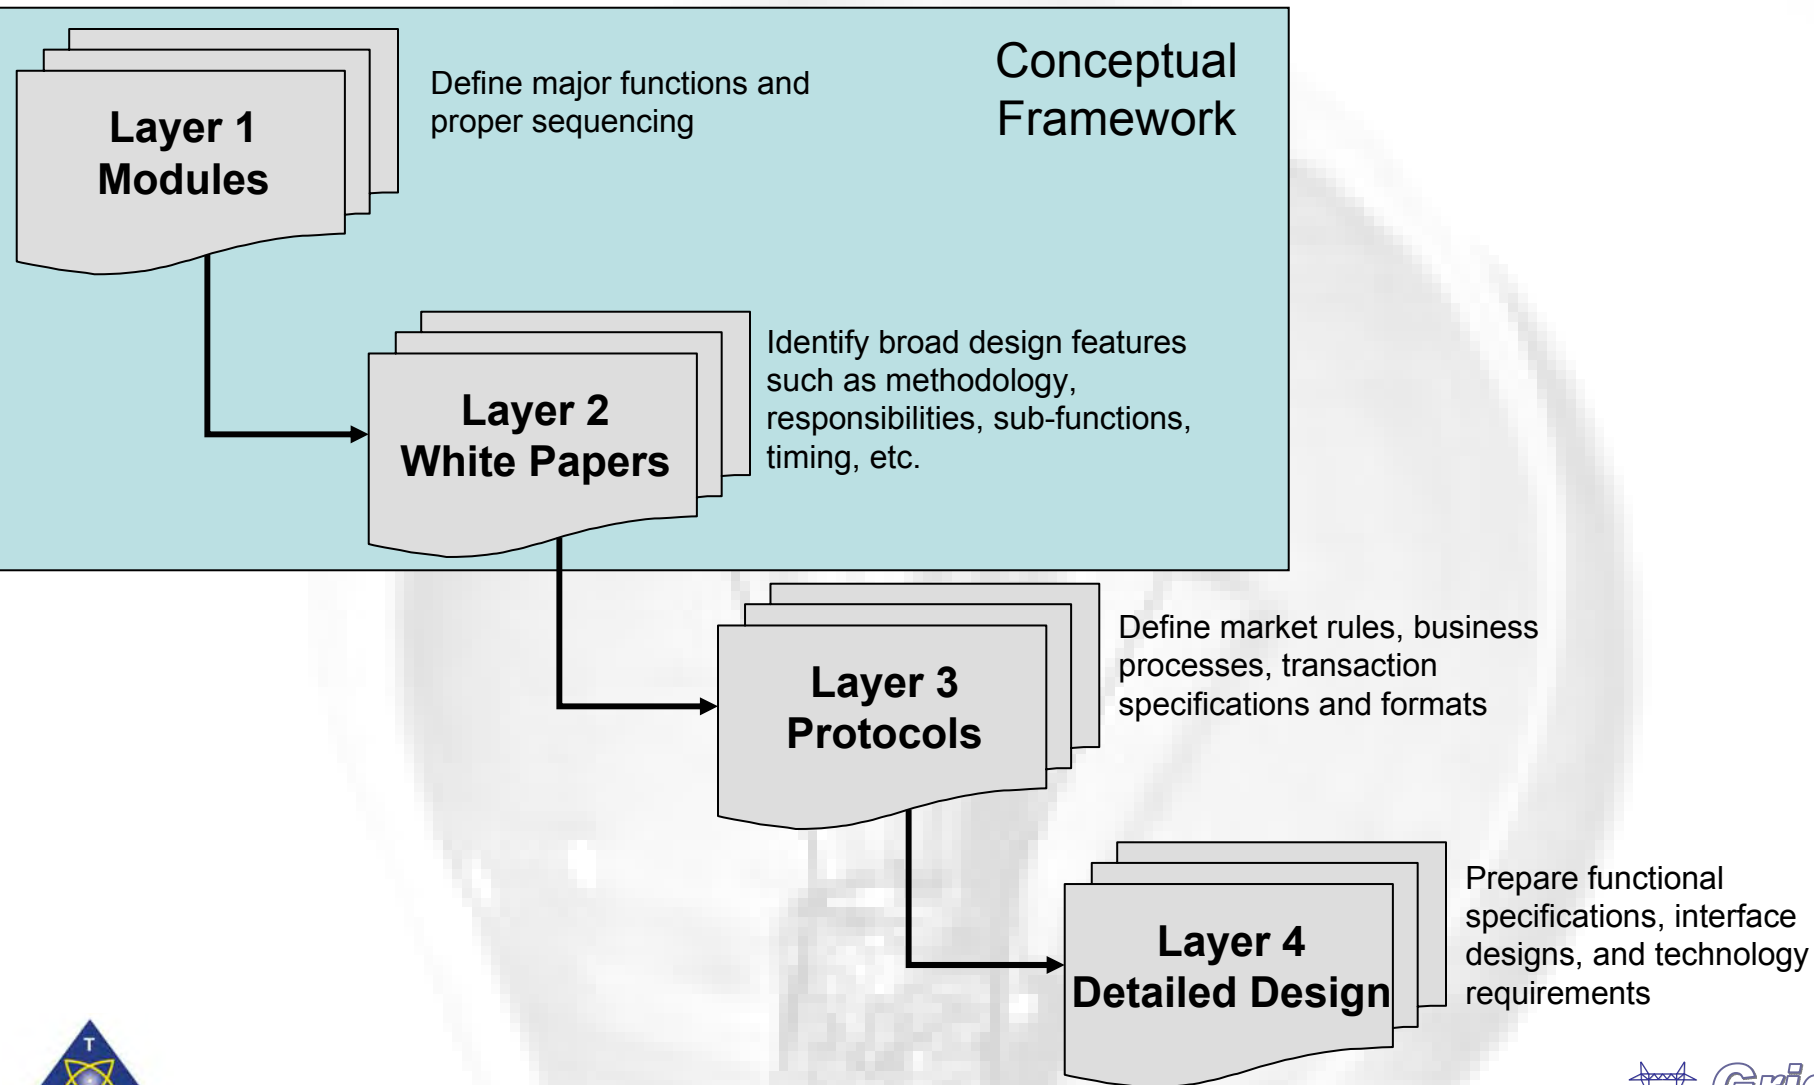 Conceptual
Framework
Layer 1
Modules
Define major functions and
proper sequencing
Layer 2
White Papers
Identify broad design features
such as methodology,
responsibilities, sub-functions,
timing, etc.
Layer 3
Protocols
Define market rules, business
processes, transaction
specifications and formats
Layer 4
Detailed Design
Prepare functional
specifications, interface
designs, and technology
requirements
T